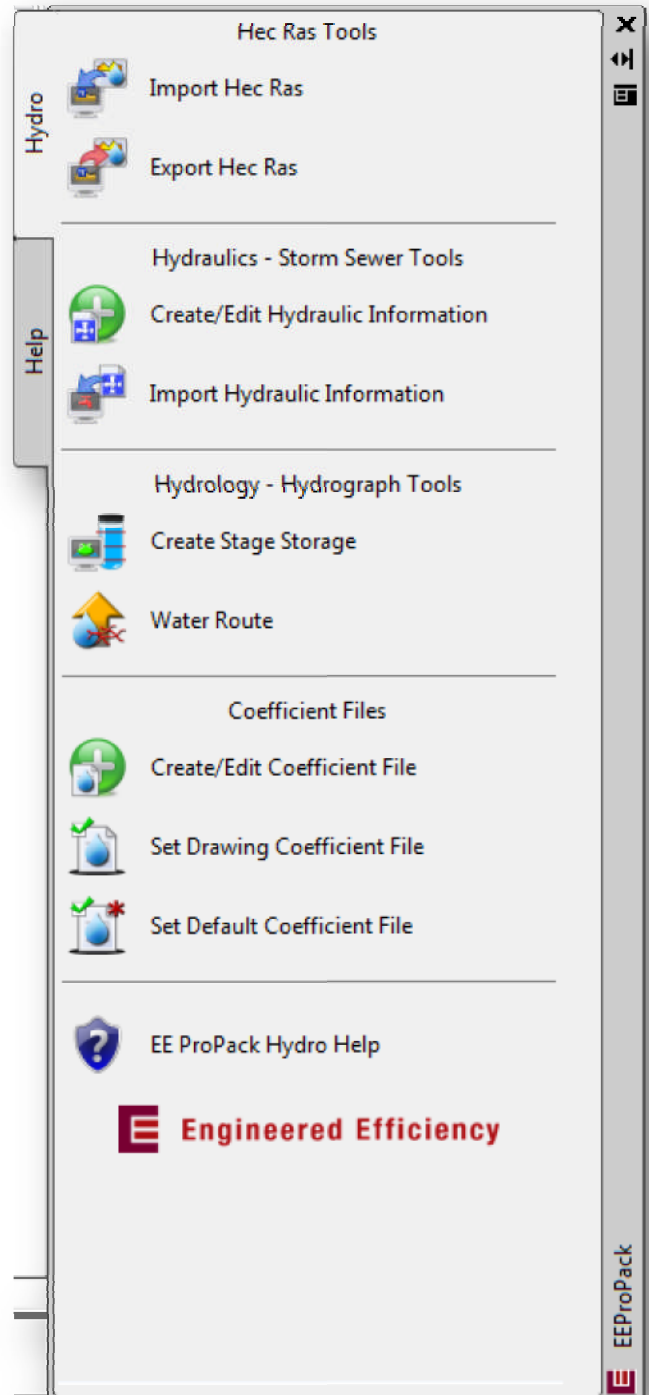 Hec Ras Tools
Hydro
Import Hec Ras
Export Hec Ras
Hydraulics - Storm Sewer Tools
Help
Create/Edit Hydraulic Information
Import Hydraulic Information
Hydrology - Hydrograph Tools
Create Stage Storage
Water Route
Coefficient Files
Create/Edit Coefficient File
Set Drawing Coefficient File
Set Default Coefficient File
EE ProPack Hydro Help
Engineered Efficiency
EEProPack